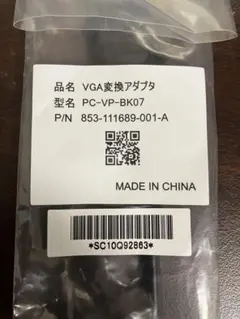 品名 VGA変換アダプタ
型名 PC-VP-BK07
P/N 853-111689-001-A
MADE IN CHINA
*SC10Q92863*